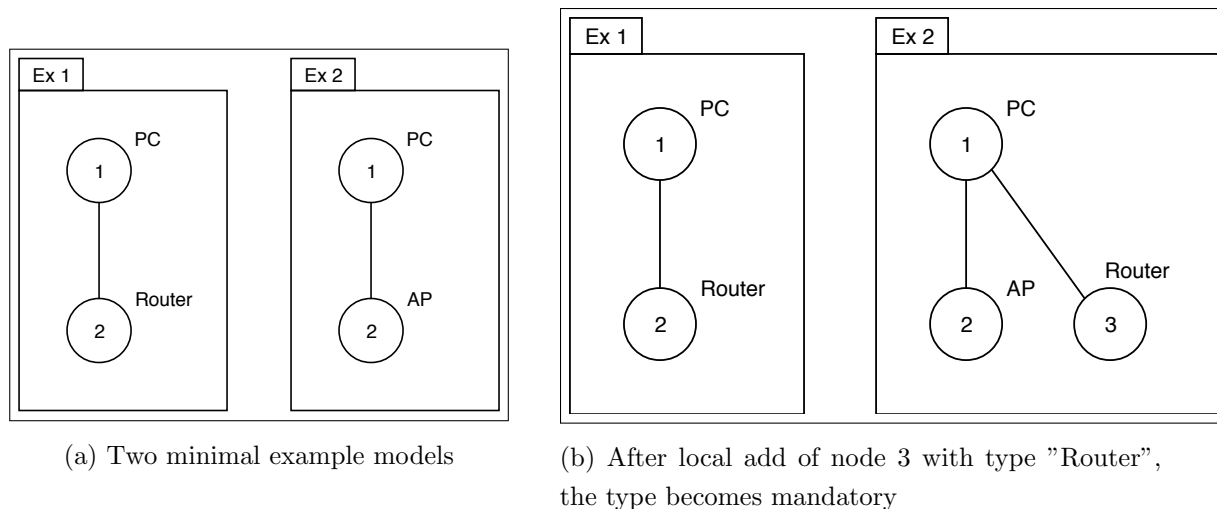 Ex 1
PC
1
Router
2
Ex 2
PC
1
AP
2
(a) Two minimal example models
Ex 1
PC
1
Router
2
Ex 2
PC
1
AP
2
Router
3
(b) After local add of node 3 with type ”Router”,
the type becomes mandatory